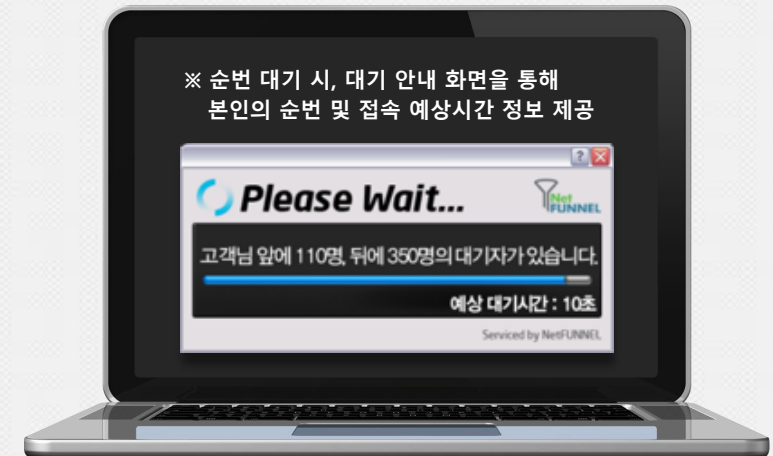 ※ 순번 대기 시, 대기 안내 화면을 통해
본인의 순번 및 접속 예상시간 정보 제공
Please Wait...
Net
FUNNEL
고객님 앞에 110명, 뒤에 350명의 대기자가 있습니다.
예상 대기시간 : 10초
Serviced by NetFUNNEL